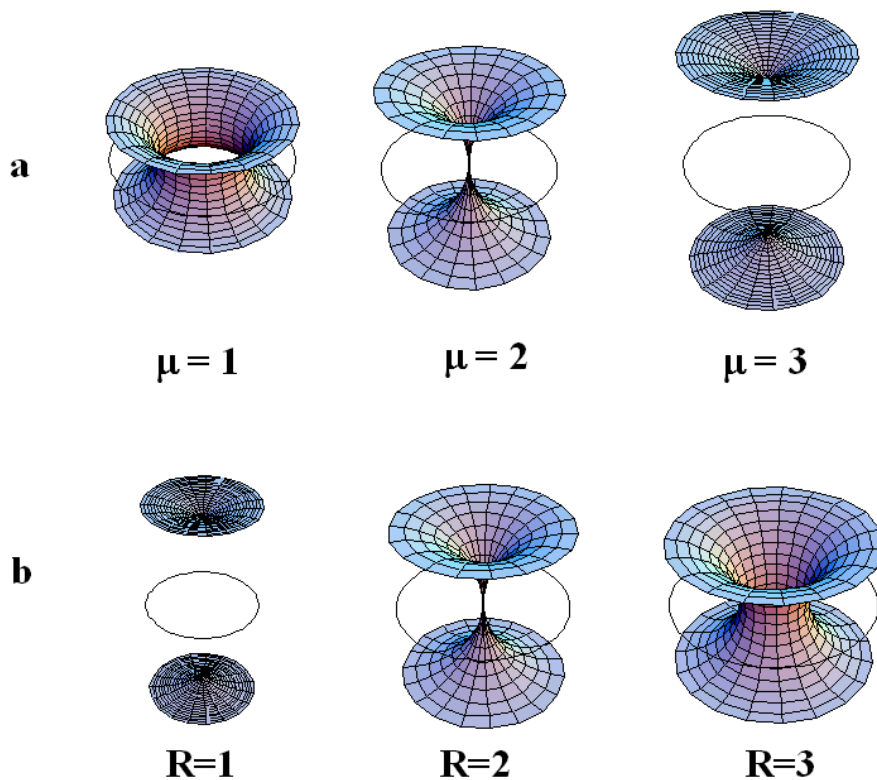 a
μ = 1 μ = 2 μ = 3
b
R=1 R=2 R=3